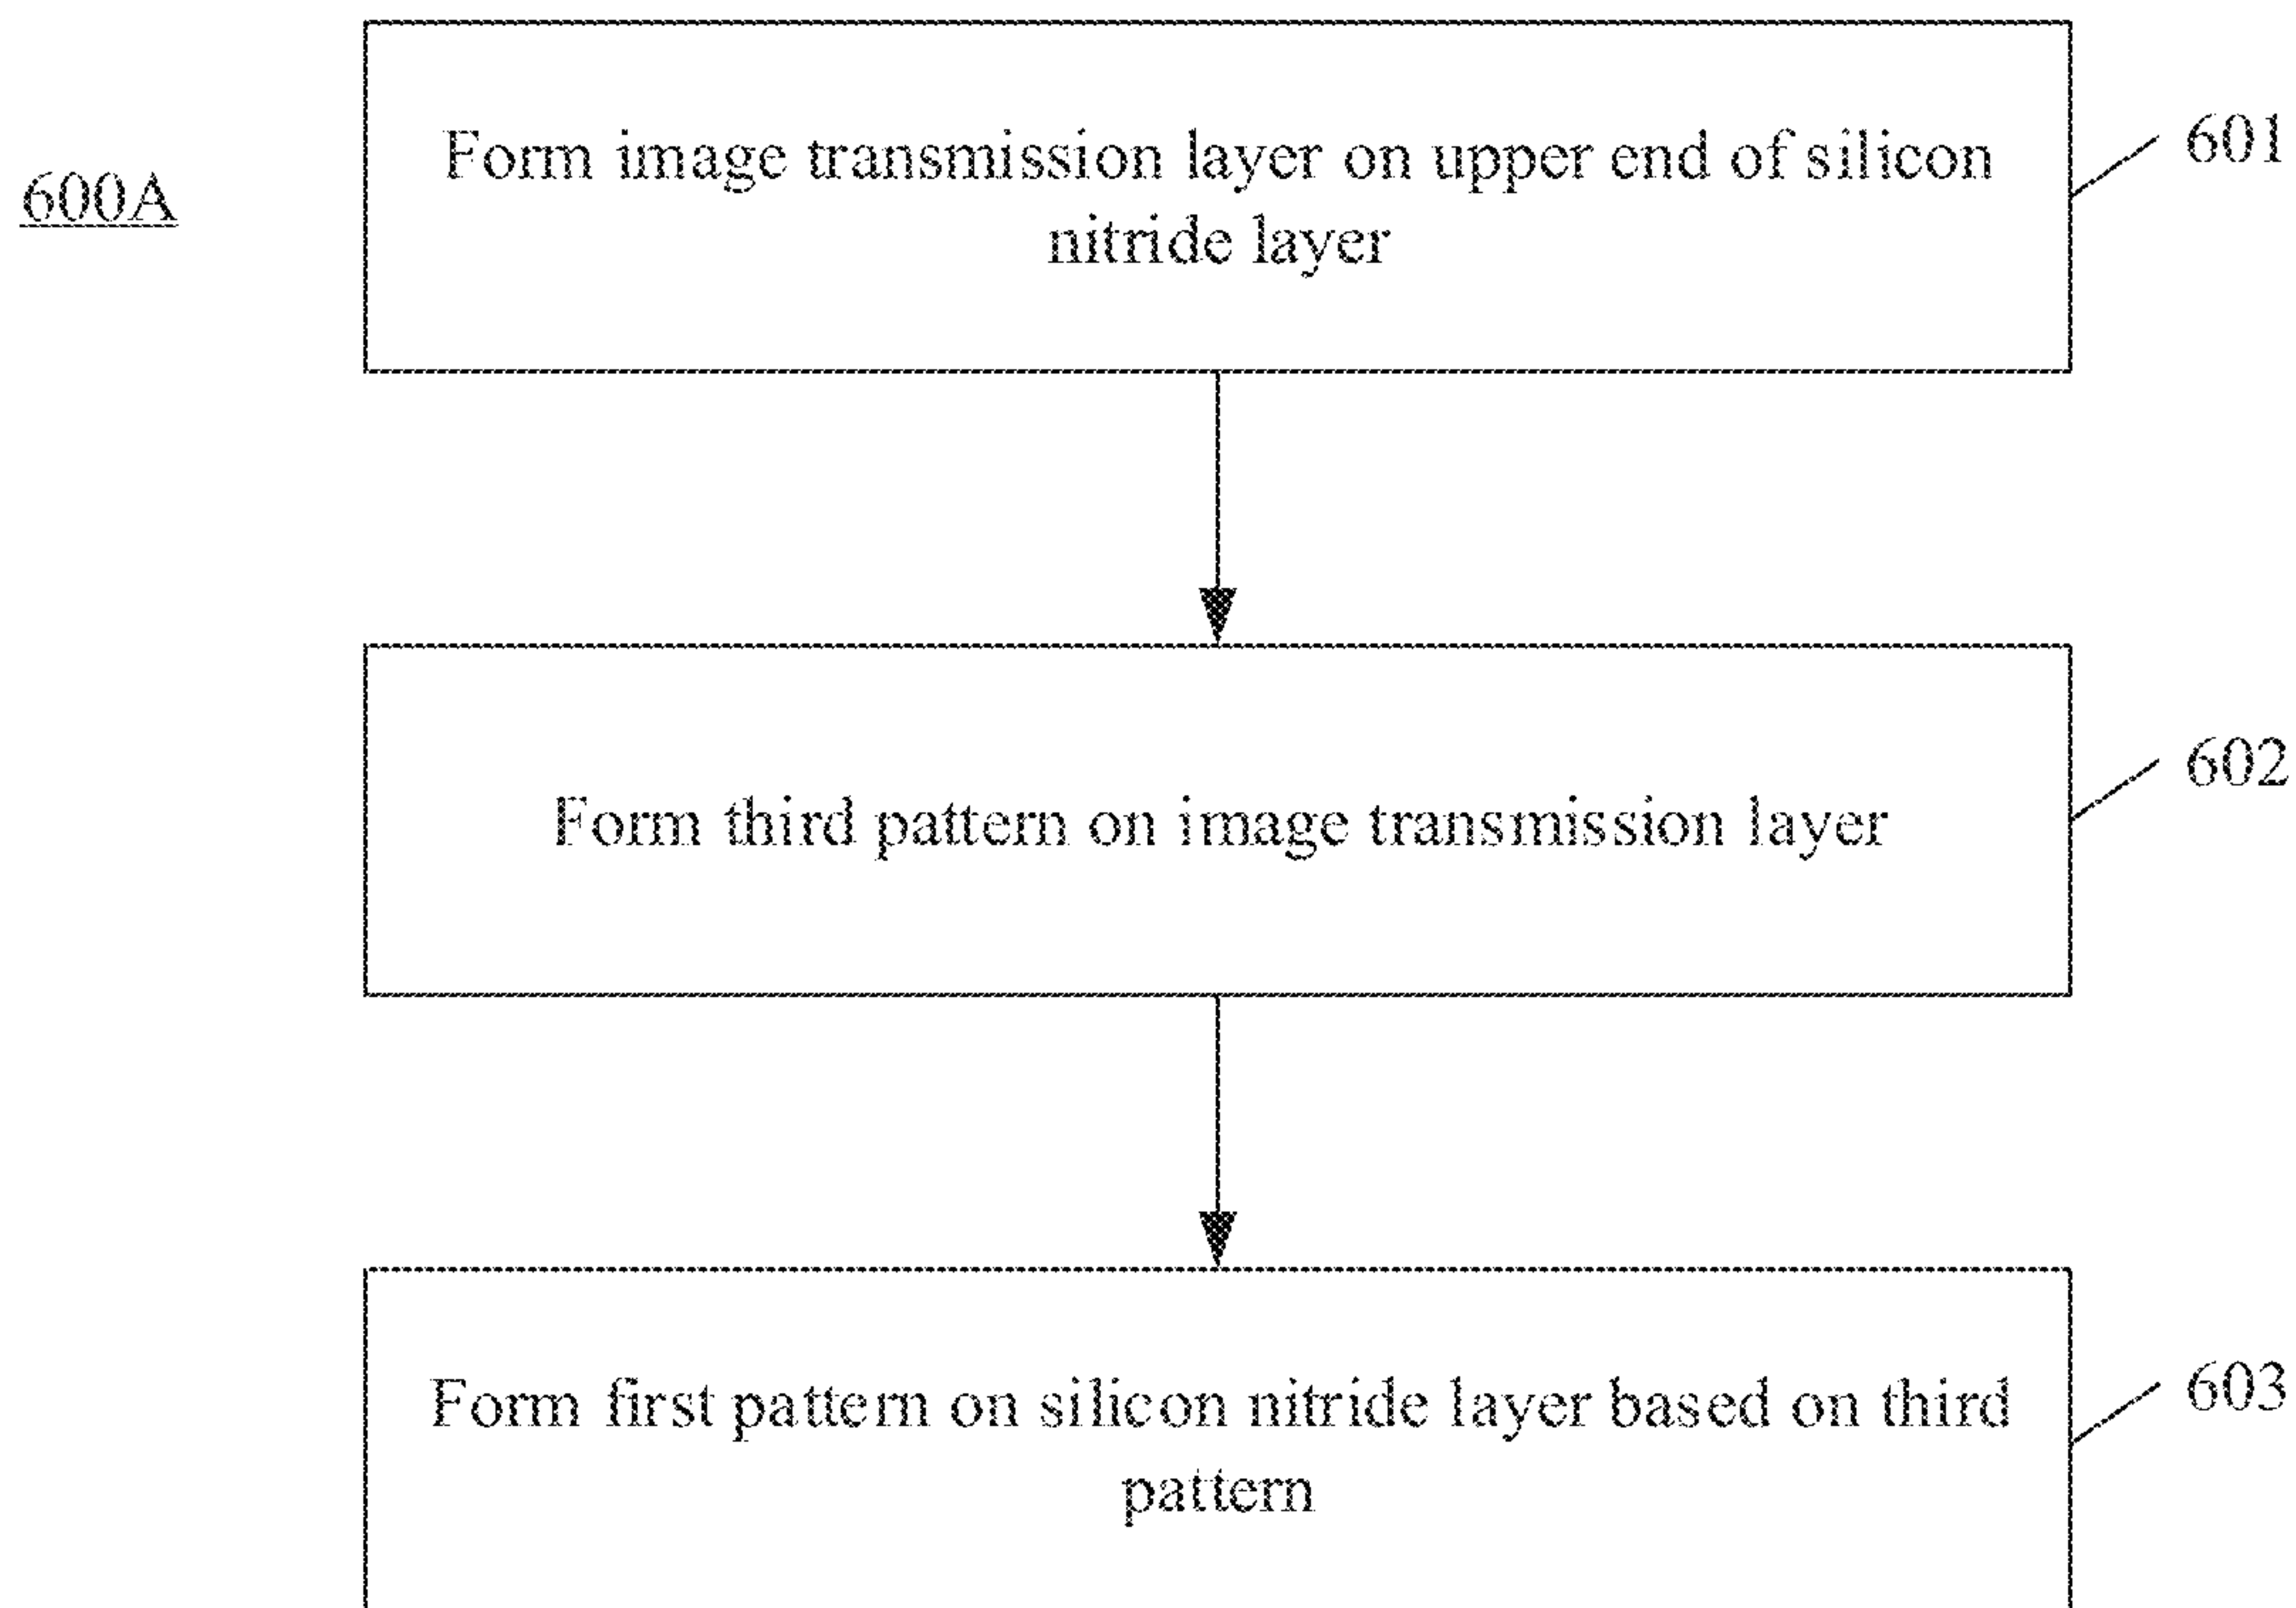 600A
Form image transmission layer on upper end of silicon
nitride layer
601
Form third pattern on image transmission layer
602
Form first pattern on silicon nitride layer based on third
pattern
603